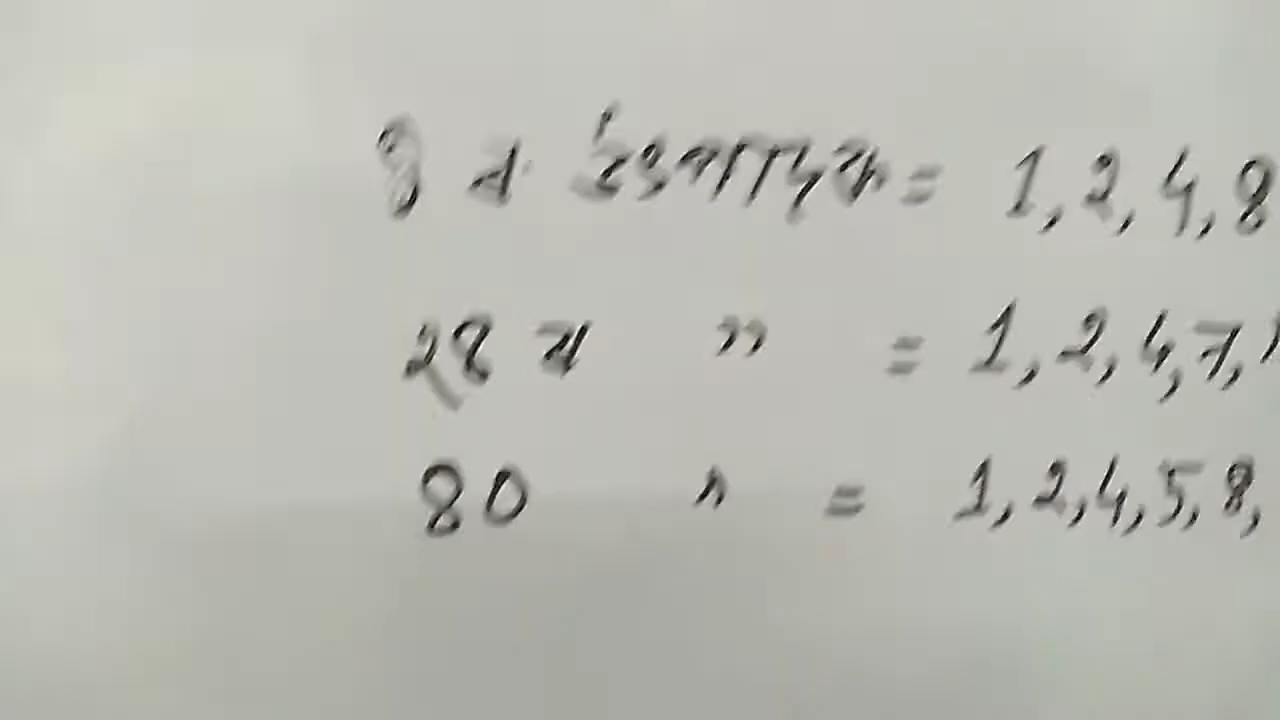 8 = 1, 2, 4, 8
28 " = 1, 2, 4, 7,
80 " = 1, 2, 4, 5, 8,